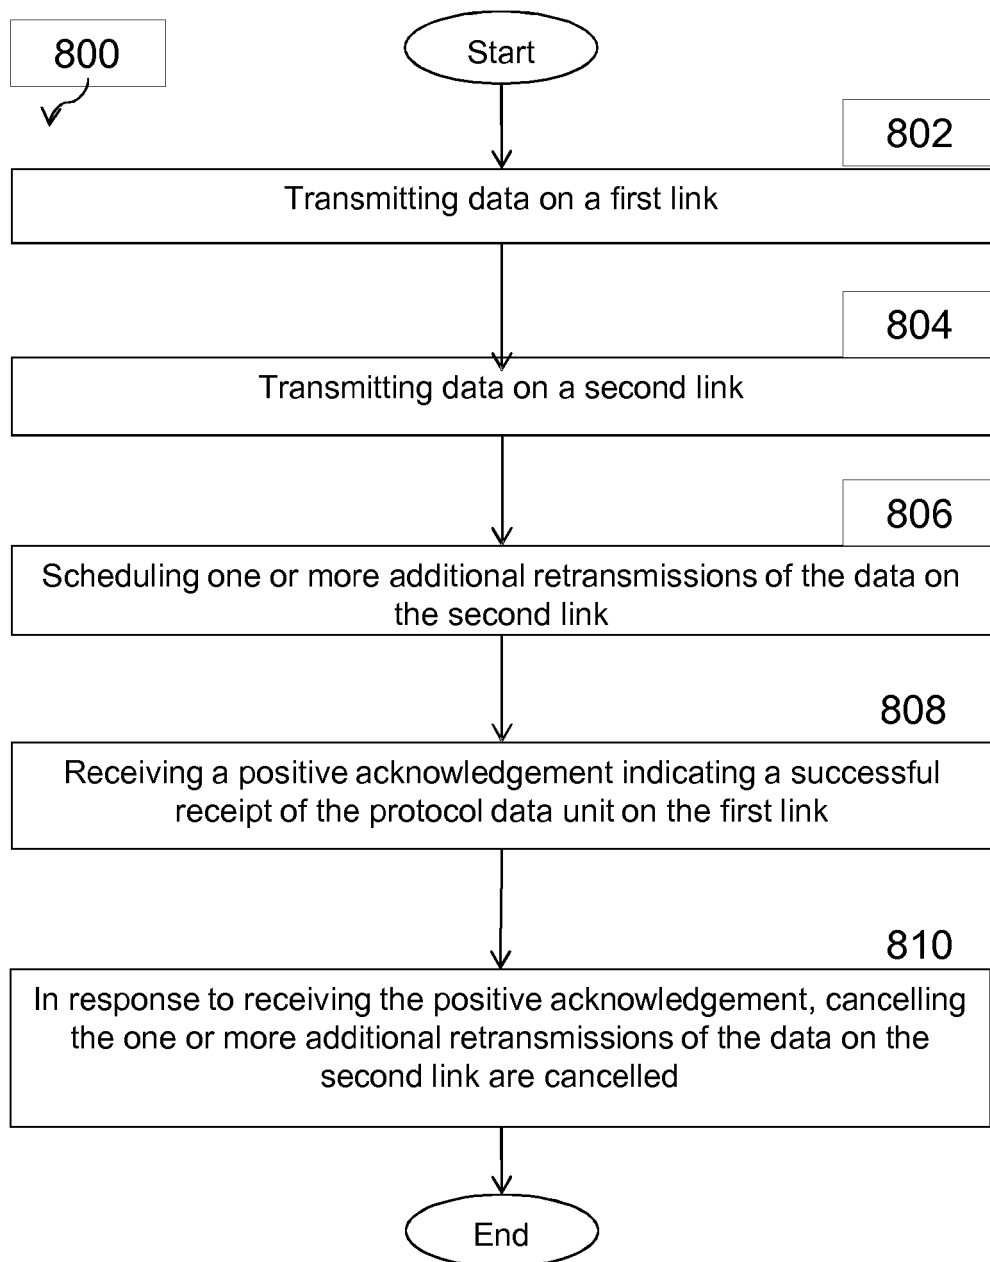 800
Start
802
Transmitting data on a first link
804
Transmitting data on a second link
806
Scheduling one or more additional retransmissions of the data on
the second link
808
Receiving a positive acknowledgement indicating a successful
receipt of the protocol data unit on the first link
810
In response to receiving the positive acknowledgement, cancelling
the one or more additional retransmissions of the data on the
second link are cancelled
End